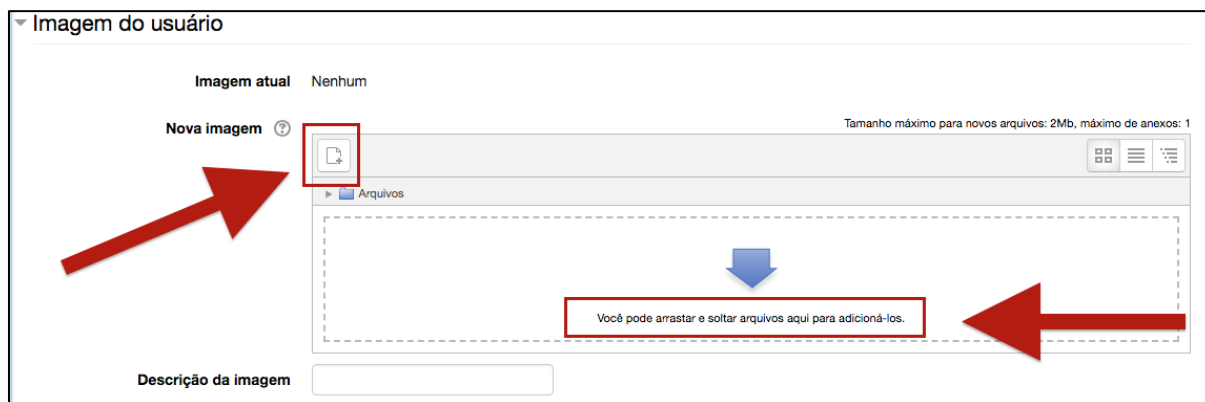 Imagem do usuário
Imagem atual Nenhum
Nova imagem ?
Tamanho máximo para novos arquivos: 2Mb, máximo de anexos: 1
Arquivos
Você pode arrastar e soltar arquivos aqui para adicioná-los.
Descrição da imagem